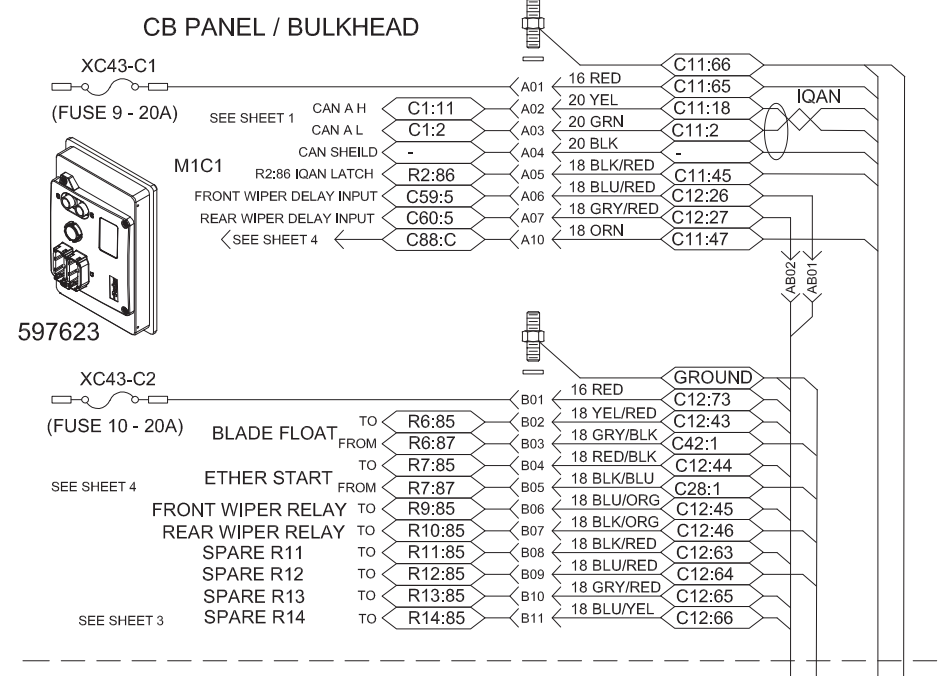 CB PANEL / BULKHEAD
C11:66
XC43-C1 A01 16 RED C11:65
(FUSE 9 - 20A) SEE SHEET 1 CAN A H C1:11 A02 20 YEL C11:18 IQAN
CAN A L C1:2 A03 20 GRN C11:2
CAN SHEILD - A04 20 BLK -
M1C1 R2:86 IQAN LATCH R2:86 A05 18 BLK/RED C11:45
FRONT WIPER DELAY INPUT C59:5 A06 18 BLU/RED C12:26
REAR WIPER DELAY INPUT C60:5 A07 18 GRY/RED C12:27
SEE SHEET 4 C88:C A10 18 ORN C11:47
AB02 AB01
597623
GROUND
XC43-C2 B01 16 RED C12:73
(FUSE 10 - 20A) BLADE FLOAT TO R6:85 B02 18 YEL/RED C12:43
FROM R6:87 B03 18 GRY/BLK C42:1
ETHER START TO R7:85 B04 18 RED/BLK C12:44
SEE SHEET 4 FROM R7:87 B05 18 BLK/BLU C28:1
FRONT WIPER RELAY TO R9:85 B06 18 BLU/ORG C12:45
REAR WIPER RELAY TO R10:85 B07 18 BLK/ORG C12:46
SPARE R11 TO R11:85 B08 18 BLK/RED C12:63
SPARE R12 TO R12:85 B09 18 BLU/RED C12:64
SPARE R13 TO R13:85 B10 18 GRY/RED C12:65
SEE SHEET 3 SPARE R14 TO R14:85 B11 18 BLU/YEL C12:66